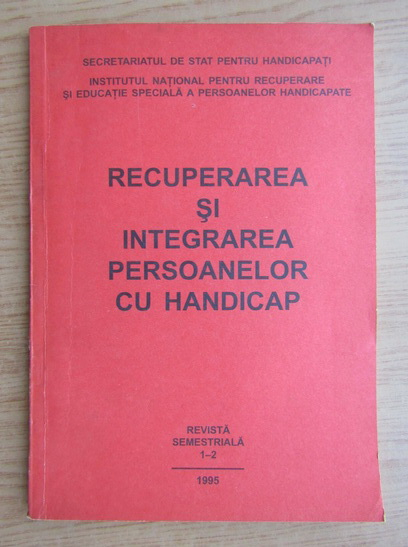 SECRETARIATUL DE STAT PENTRU HANDICAPAȚI
INSTITUTUL NAȚIONAL PENTRU RECUPERARE
ȘI EDUCAȚIE SPECIALĂ A PERSOANELOR HANDICAPATE
RECUPERAREA
ŞI
INTEGRAREA
PERSOANELOR
CU HANDICAP
REVISTĂ
SEMESTRIALĂ
1–2
1995